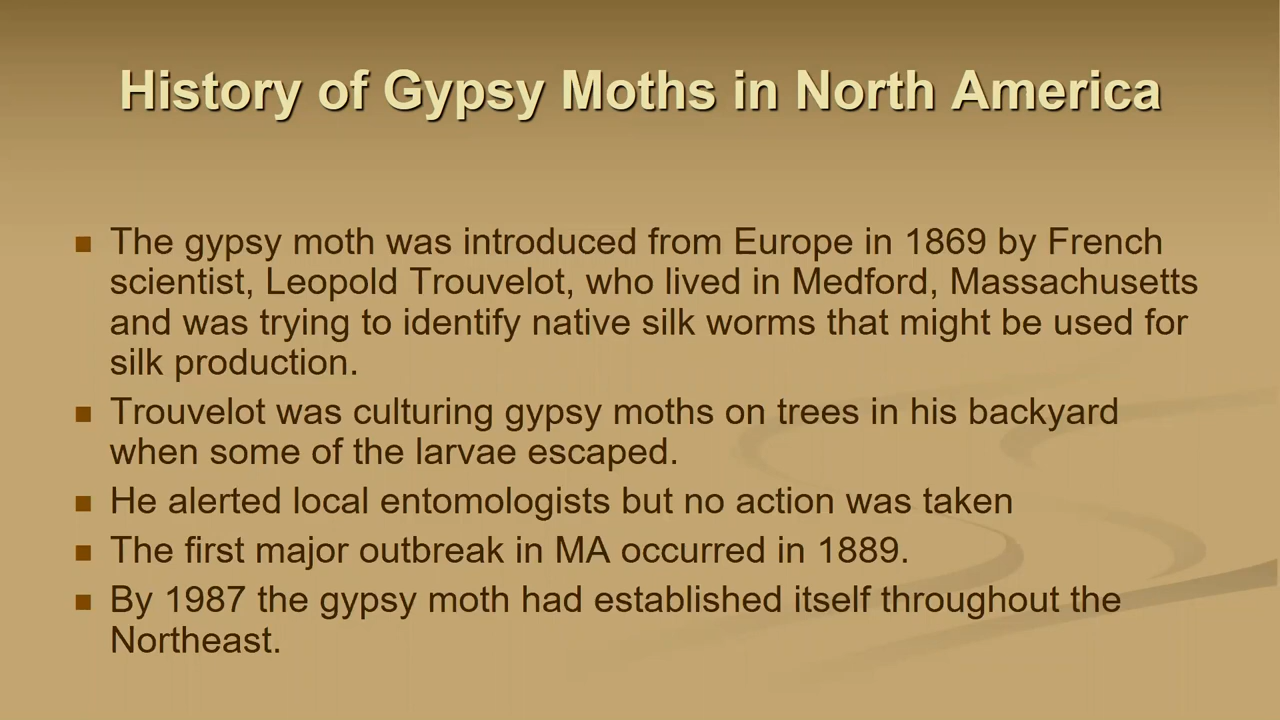 History of Gypsy Moths in North America
The gypsy moth was introduced from Europe in 1869 by French
scientist, Leopold Trouvelot, who lived in Medford, Massachusetts
and was trying to identify native silk worms that might be used for
silk production.
Trouvelot was culturing gypsy moths on trees in his backyard
when some of the larvae escaped.
He alerted local entomologists but no action was taken
The first major outbreak in MA occurred in 1889.
By 1987 the gypsy moth had established itself throughout the
Northeast.